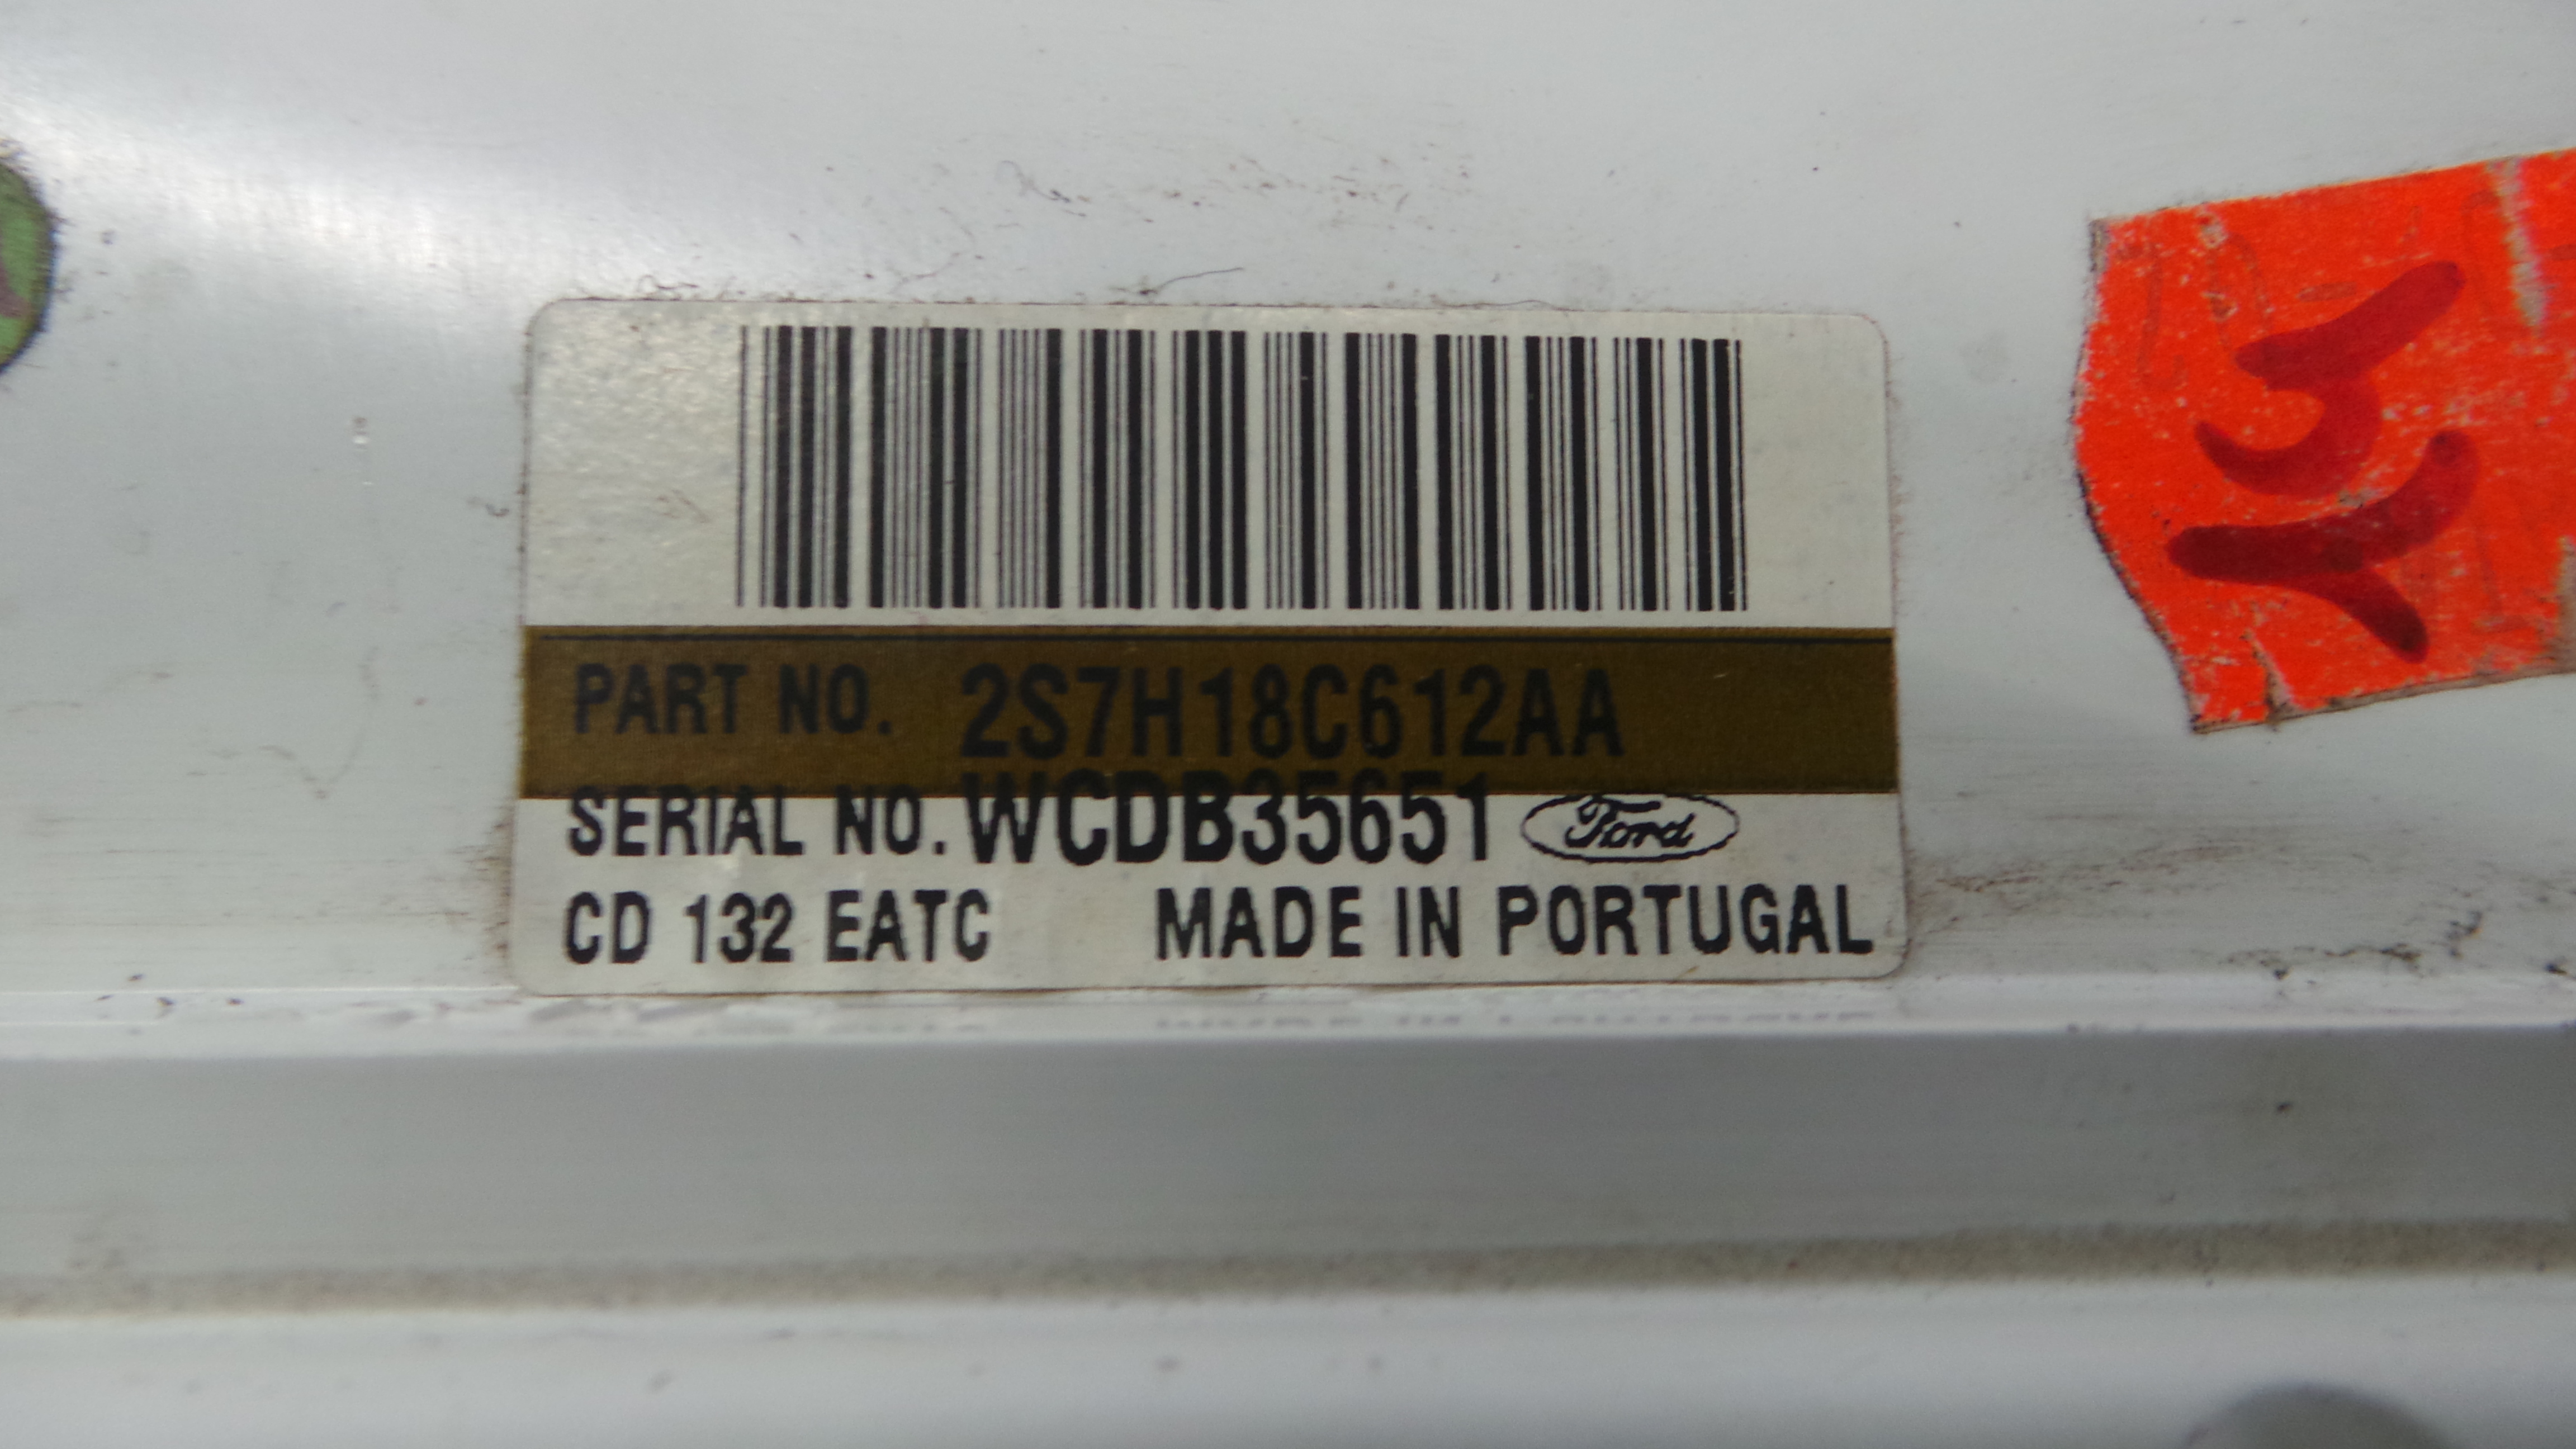 PART NO. 2S7H18C612AA
SERIAL NO. WCDB35651 Ford
CD 132 EATC MADE IN PORTUGAL